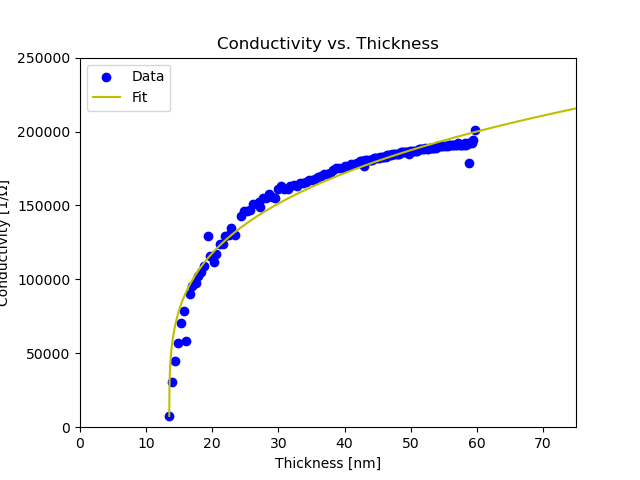 Conductivity vs. Thickness
250000
200000
150000
100000
50000
0
Conductivity [1/Ω]
Data
Fit
0 10 20 30 40 50 60 70
Thickness [nm]